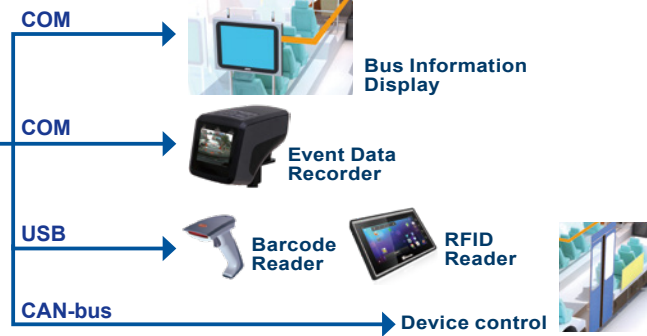 COM
Bus Information
Display
COM
Event Data
Recorder
USB
Barcode
Reader
RFID
Reader
CAN-bus
Device control